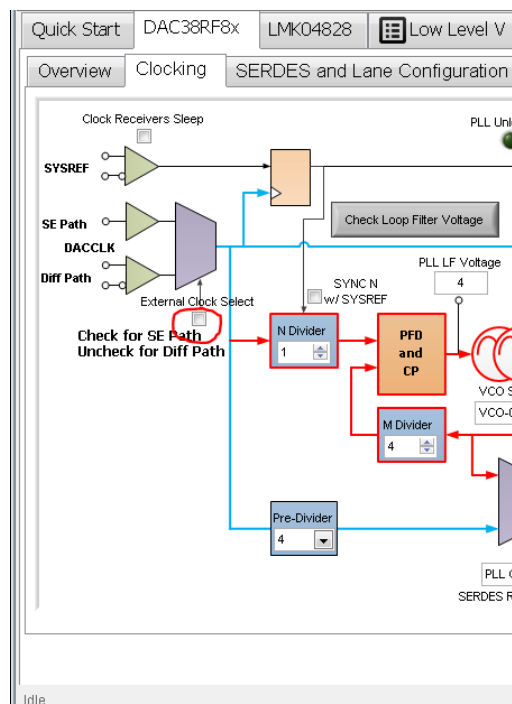 Quick Start DAC38RF8x LMK04828 Low Level V
Overview Clocking SERDES and Lane Configuration
Clock Receivers Sleep
PLL Unl
SYSREF
SE Path
Check Loop Filter Voltage
DACCLK
PLL LF Voltage
Diff Path
4
SYNC N
w/ SYSREF
External Clock Select
Check for SE Path
Uncheck for Diff Path
N Divider
1
PFD
and
CP
VCO S
VCO-0
M Divider
4
Pre-Divider
4
PLL
SERDES R
Idle